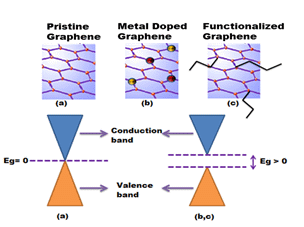 Pristine
Graphene
Metal Doped
Graphene
Functionalized
Graphene
(a)
(b)
(c)
Conduction
band
Eg= 0
Eg > 0
Valence
band
(a)
(b,c)